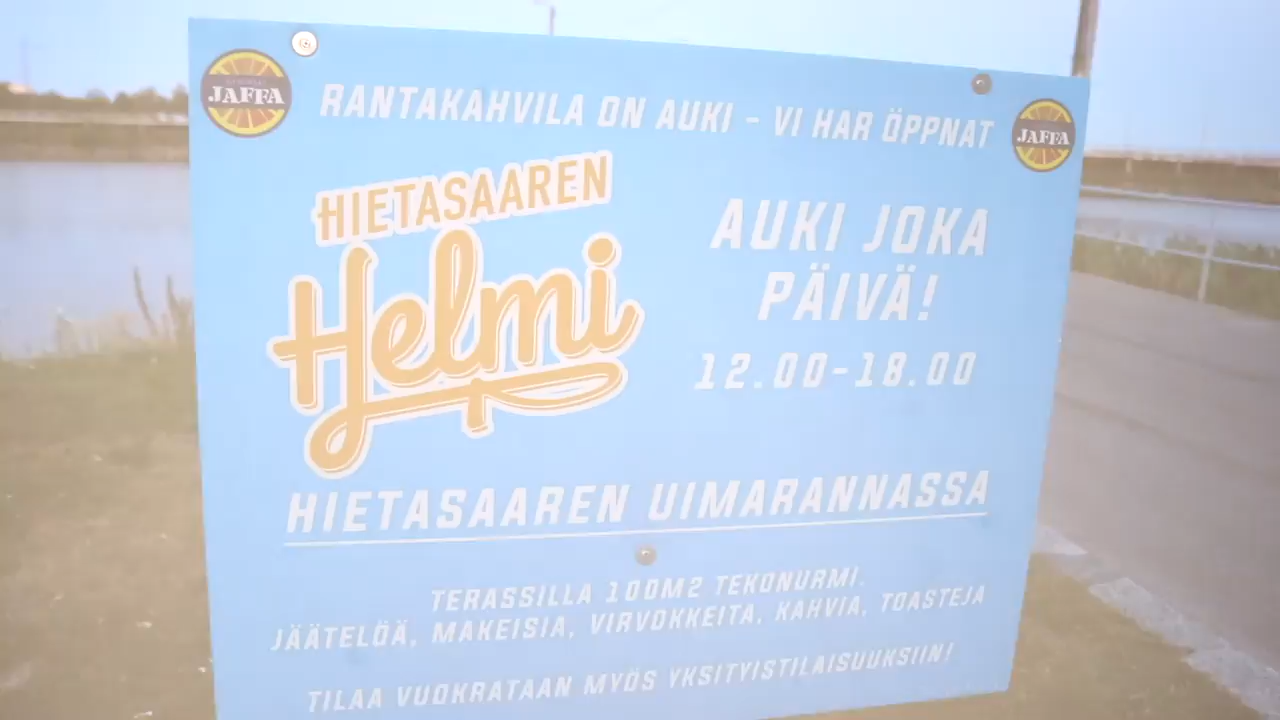 JAFFA
RANTAKAHVILA ON AUKI - VI HAR ÖPPNAT
JAFFA
HIETASAAREN
Helmi
AUKI JOKA
PÄIVÄ!
12.00-18.00
HIETASAAREN UIMARANNASSA
TERASSILLA 100M2 TEKONURMI.
JÄÄTELÖÄ, MAKEISIA, VIRVOKKEITA, KAHVIA, TOASTEJA
TILAA VUOKRATAAN MYÖS YKSITYISTILAISUUKSIIN!